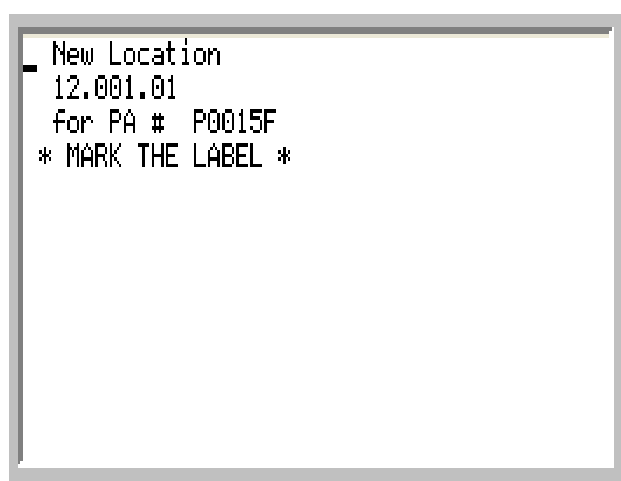 New Location
12.001.01
for PA # P0015F
* MARK THE LABEL *